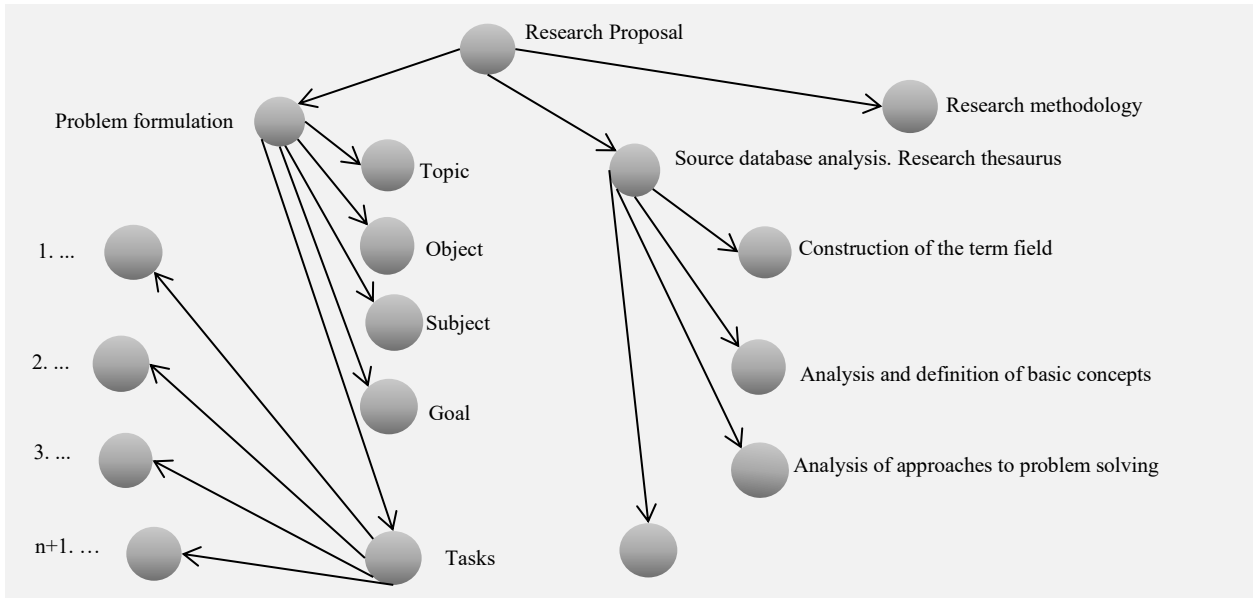 Research Proposal
Research methodology
Problem formulation
Source database analysis. Research thesaurus
Topic
Object
Subject
Goal
Tasks
1. ...
2. ...
3. ...
n+1. …
Construction of the term field
Analysis and definition of basic concepts
Analysis of approaches to problem solving